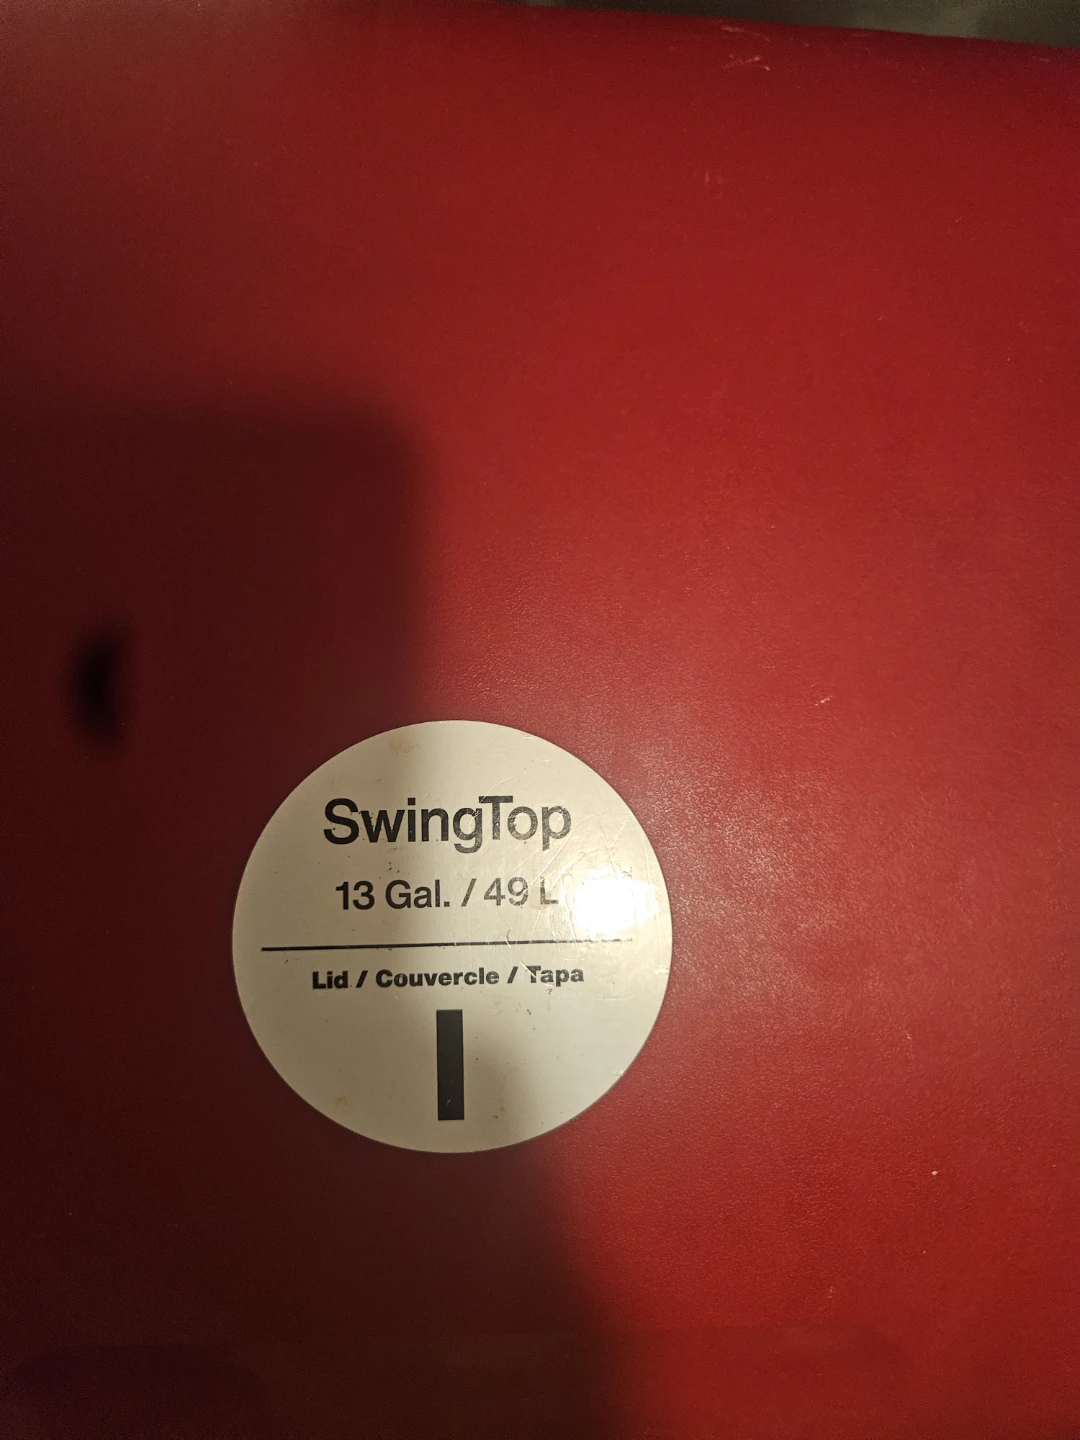 SwingTop
13 Gal. / 49 L
Lid / Couvercle / Tapa
I